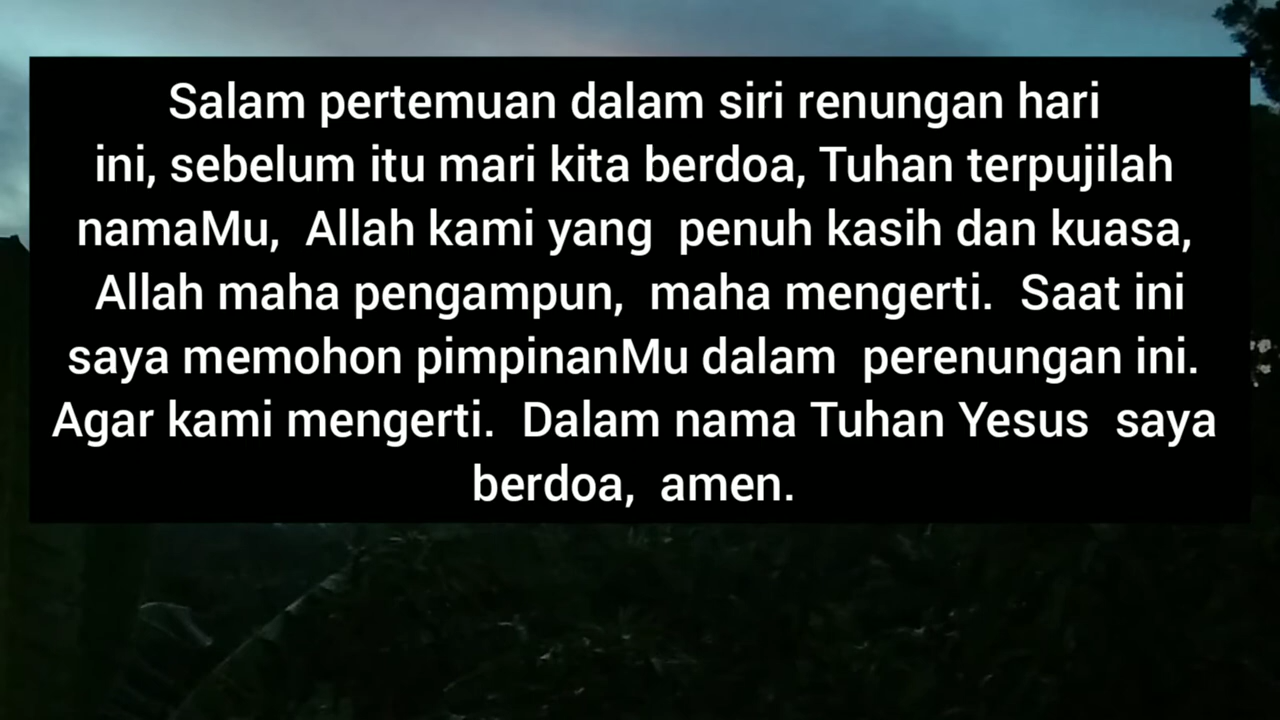 Salam pertemuan dalam siri renungan hari
ini, sebelum itu mari kita berdoa, Tuhan terpujilah
namaMu,  Allah kami yang  penuh kasih dan kuasa,
Allah maha pengampun,  maha mengerti.  Saat ini
saya memohon pimpinanMu dalam  perenungan ini.
Agar kami mengerti.  Dalam nama Tuhan Yesus  saya
berdoa,  amen.